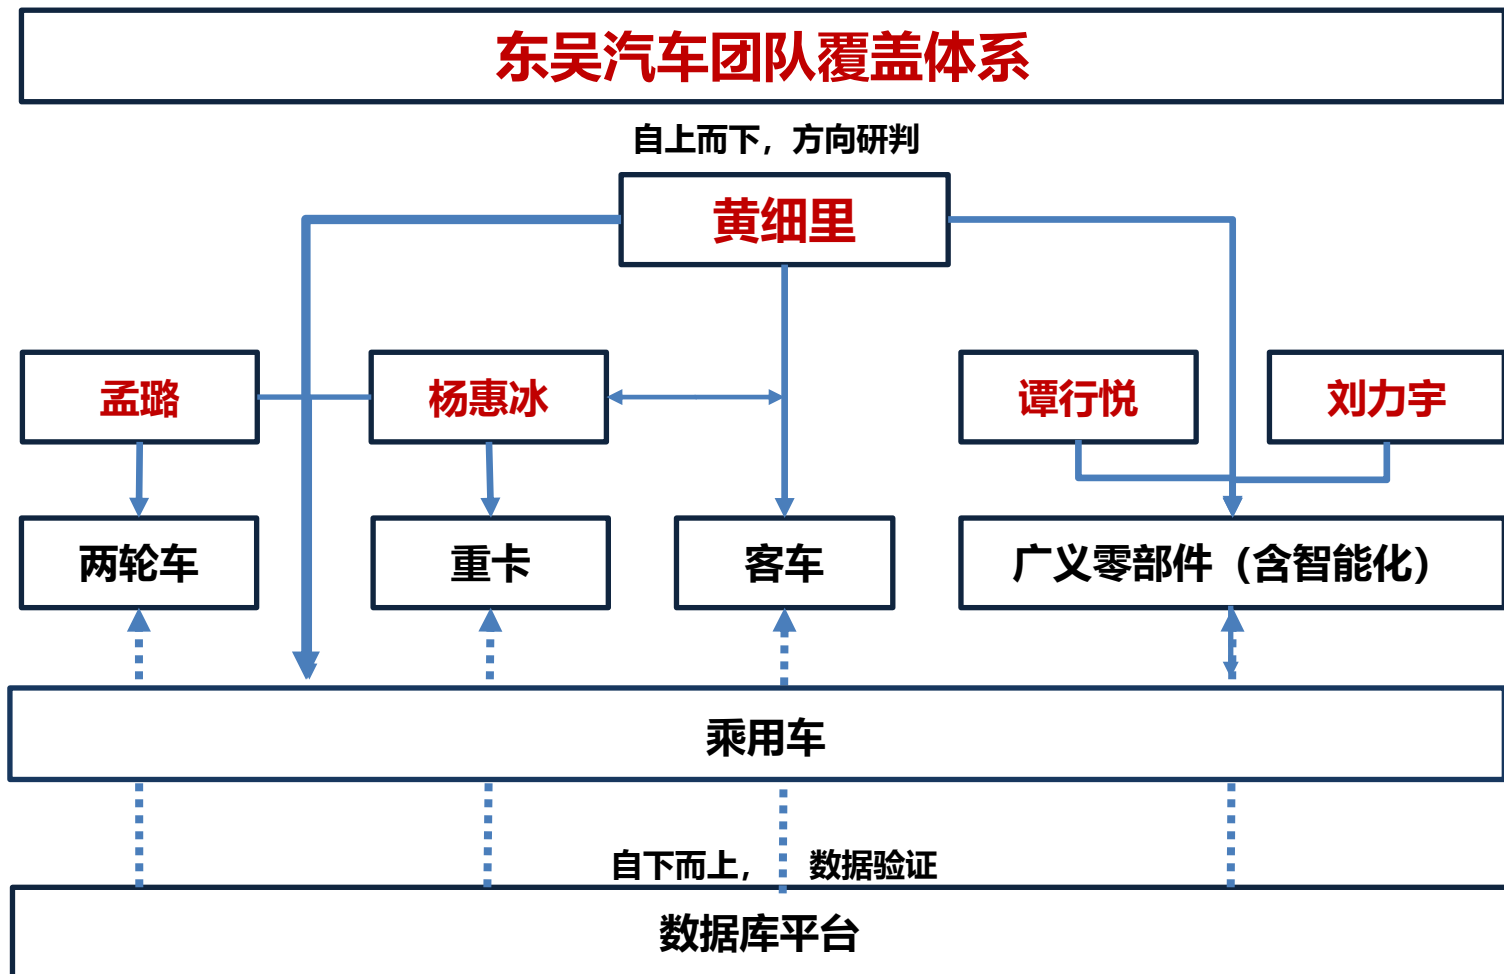 东吴汽车团队覆盖体系
自上而下，方向研判
黄细里
孟璐
杨惠冰
谭行悦
刘力宇
两轮车
重卡
客车
广义零部件（含智能化）
乘用车
自下而上， 数据验证
数据库平台